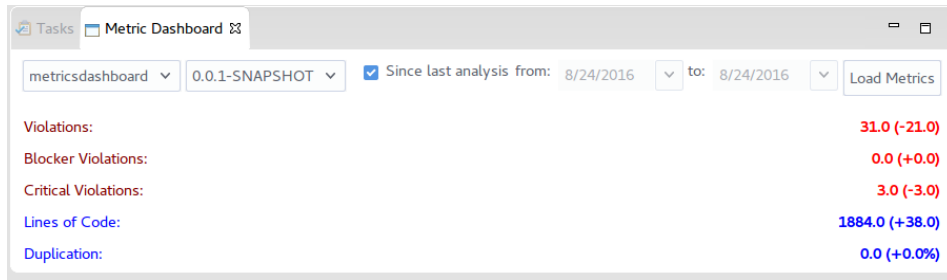 Tasks Metric Dashboard
metricsdashboard 0.0.1-SNAPSHOT Since last analysis from: 8/24/2016 to: 8/24/2016 Load Metrics
Violations: 31.0 (-21.0)
Blocker Violations: 0.0 (+0.0)
Critical Violations: 3.0 (-3.0)
Lines of Code: 1884.0 (+38.0)
Duplication: 0.0 (+0.0%)